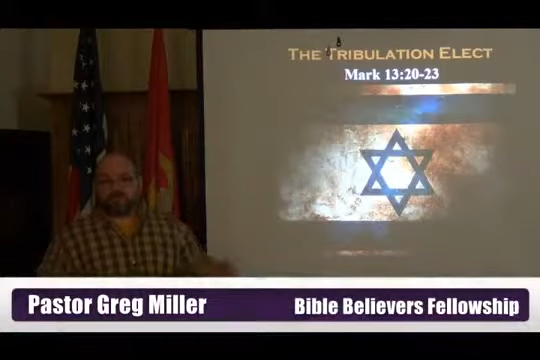 The Tribulation Elect
Mark 13:20-23
Pastor Greg Miller
Bible Believers Fellowship